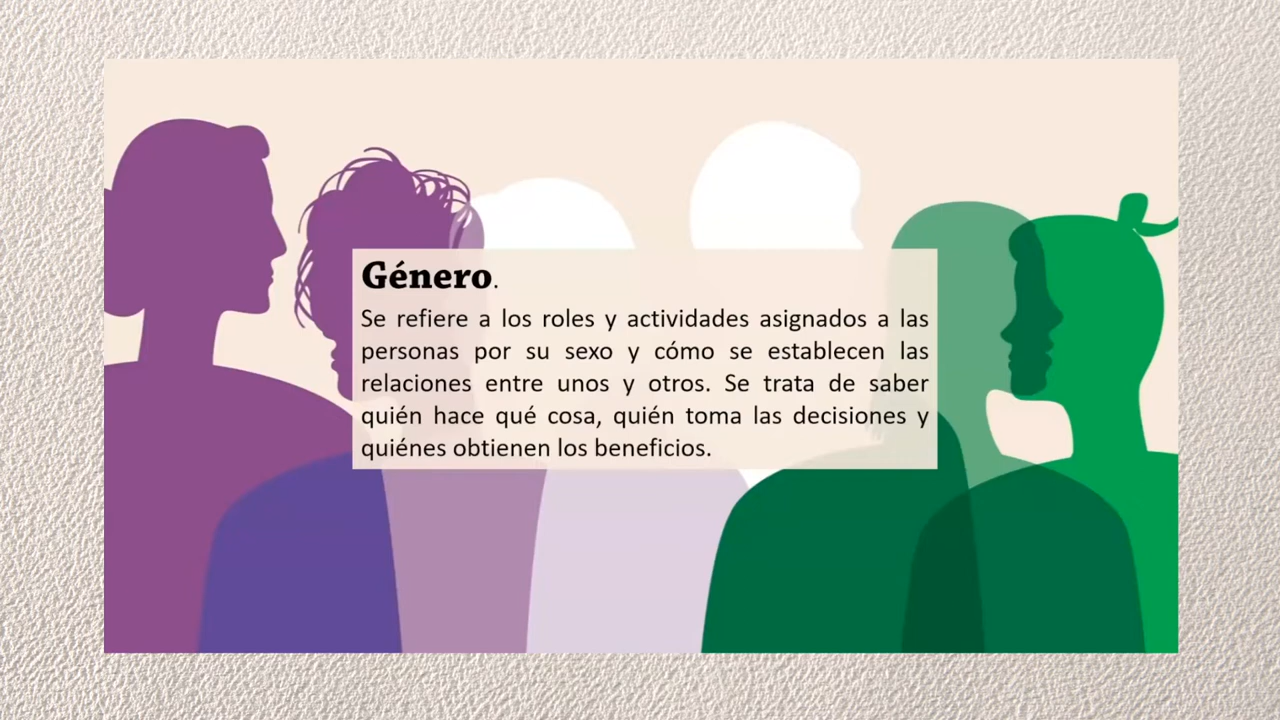 Género.
Se refiere a los roles y actividades asignados a las
personas por su sexo y cómo se establecen las
relaciones entre unos y otros. Se trata de saber
quién hace qué cosa, quién toma las decisiones y
quiénes obtienen los beneficios.